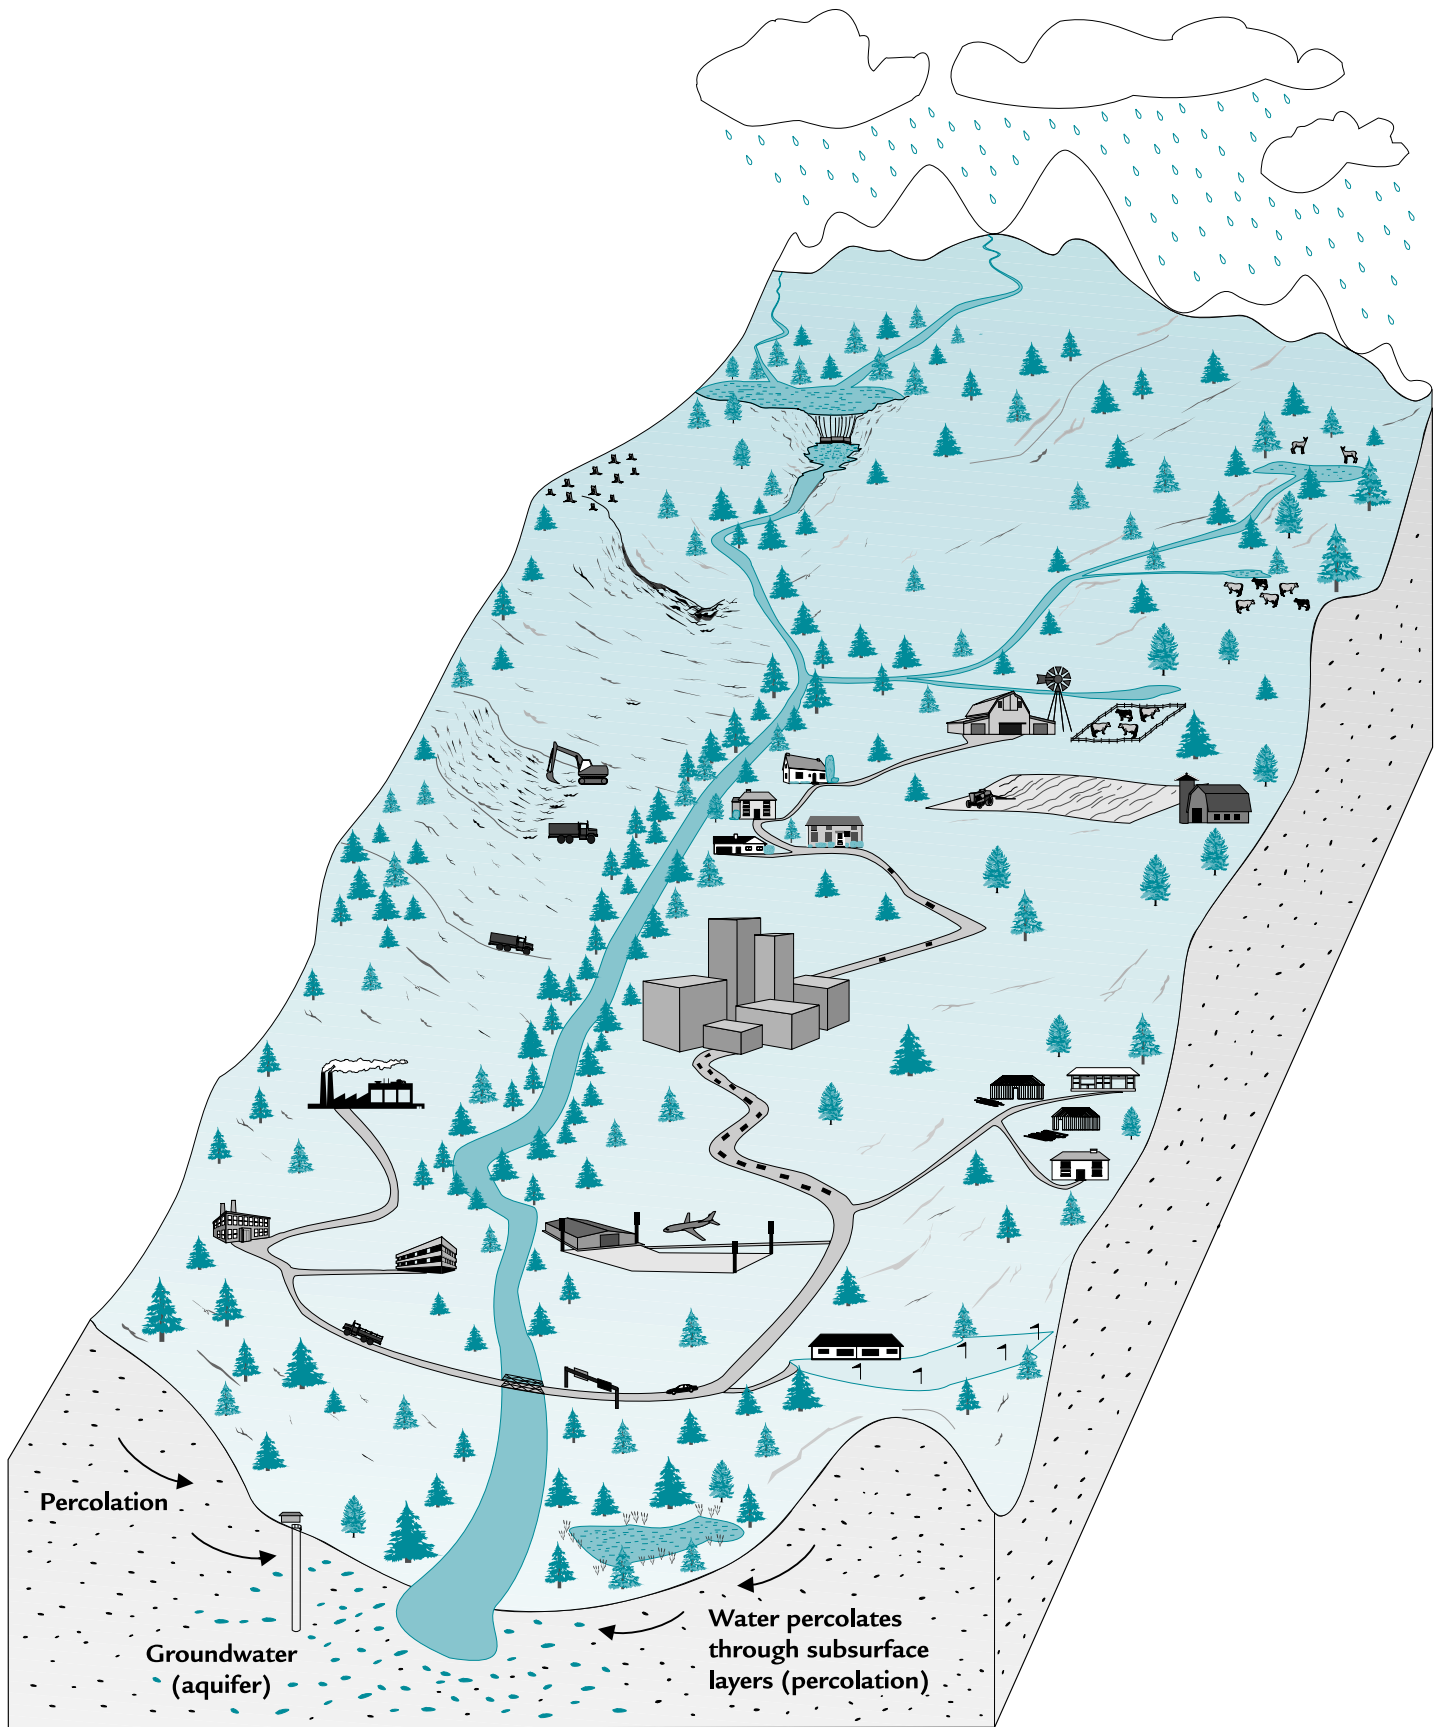 Percolation
Groundwater
(aquifer)
Water percolates
through subsurface
layers (percolation)